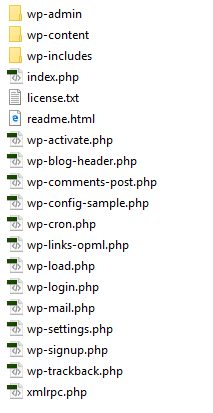 wp-admin
wp-content
wp-includes
index.php
license.txt
readme.html
wp-activate.php
wp-blog-header.php
wp-comments-post.php
wp-config-sample.php
wp-cron.php
wp-links-opml.php
wp-load.php
wp-login.php
wp-mail.php
wp-settings.php
wp-signup.php
wp-trackback.php
xmlrpc.php